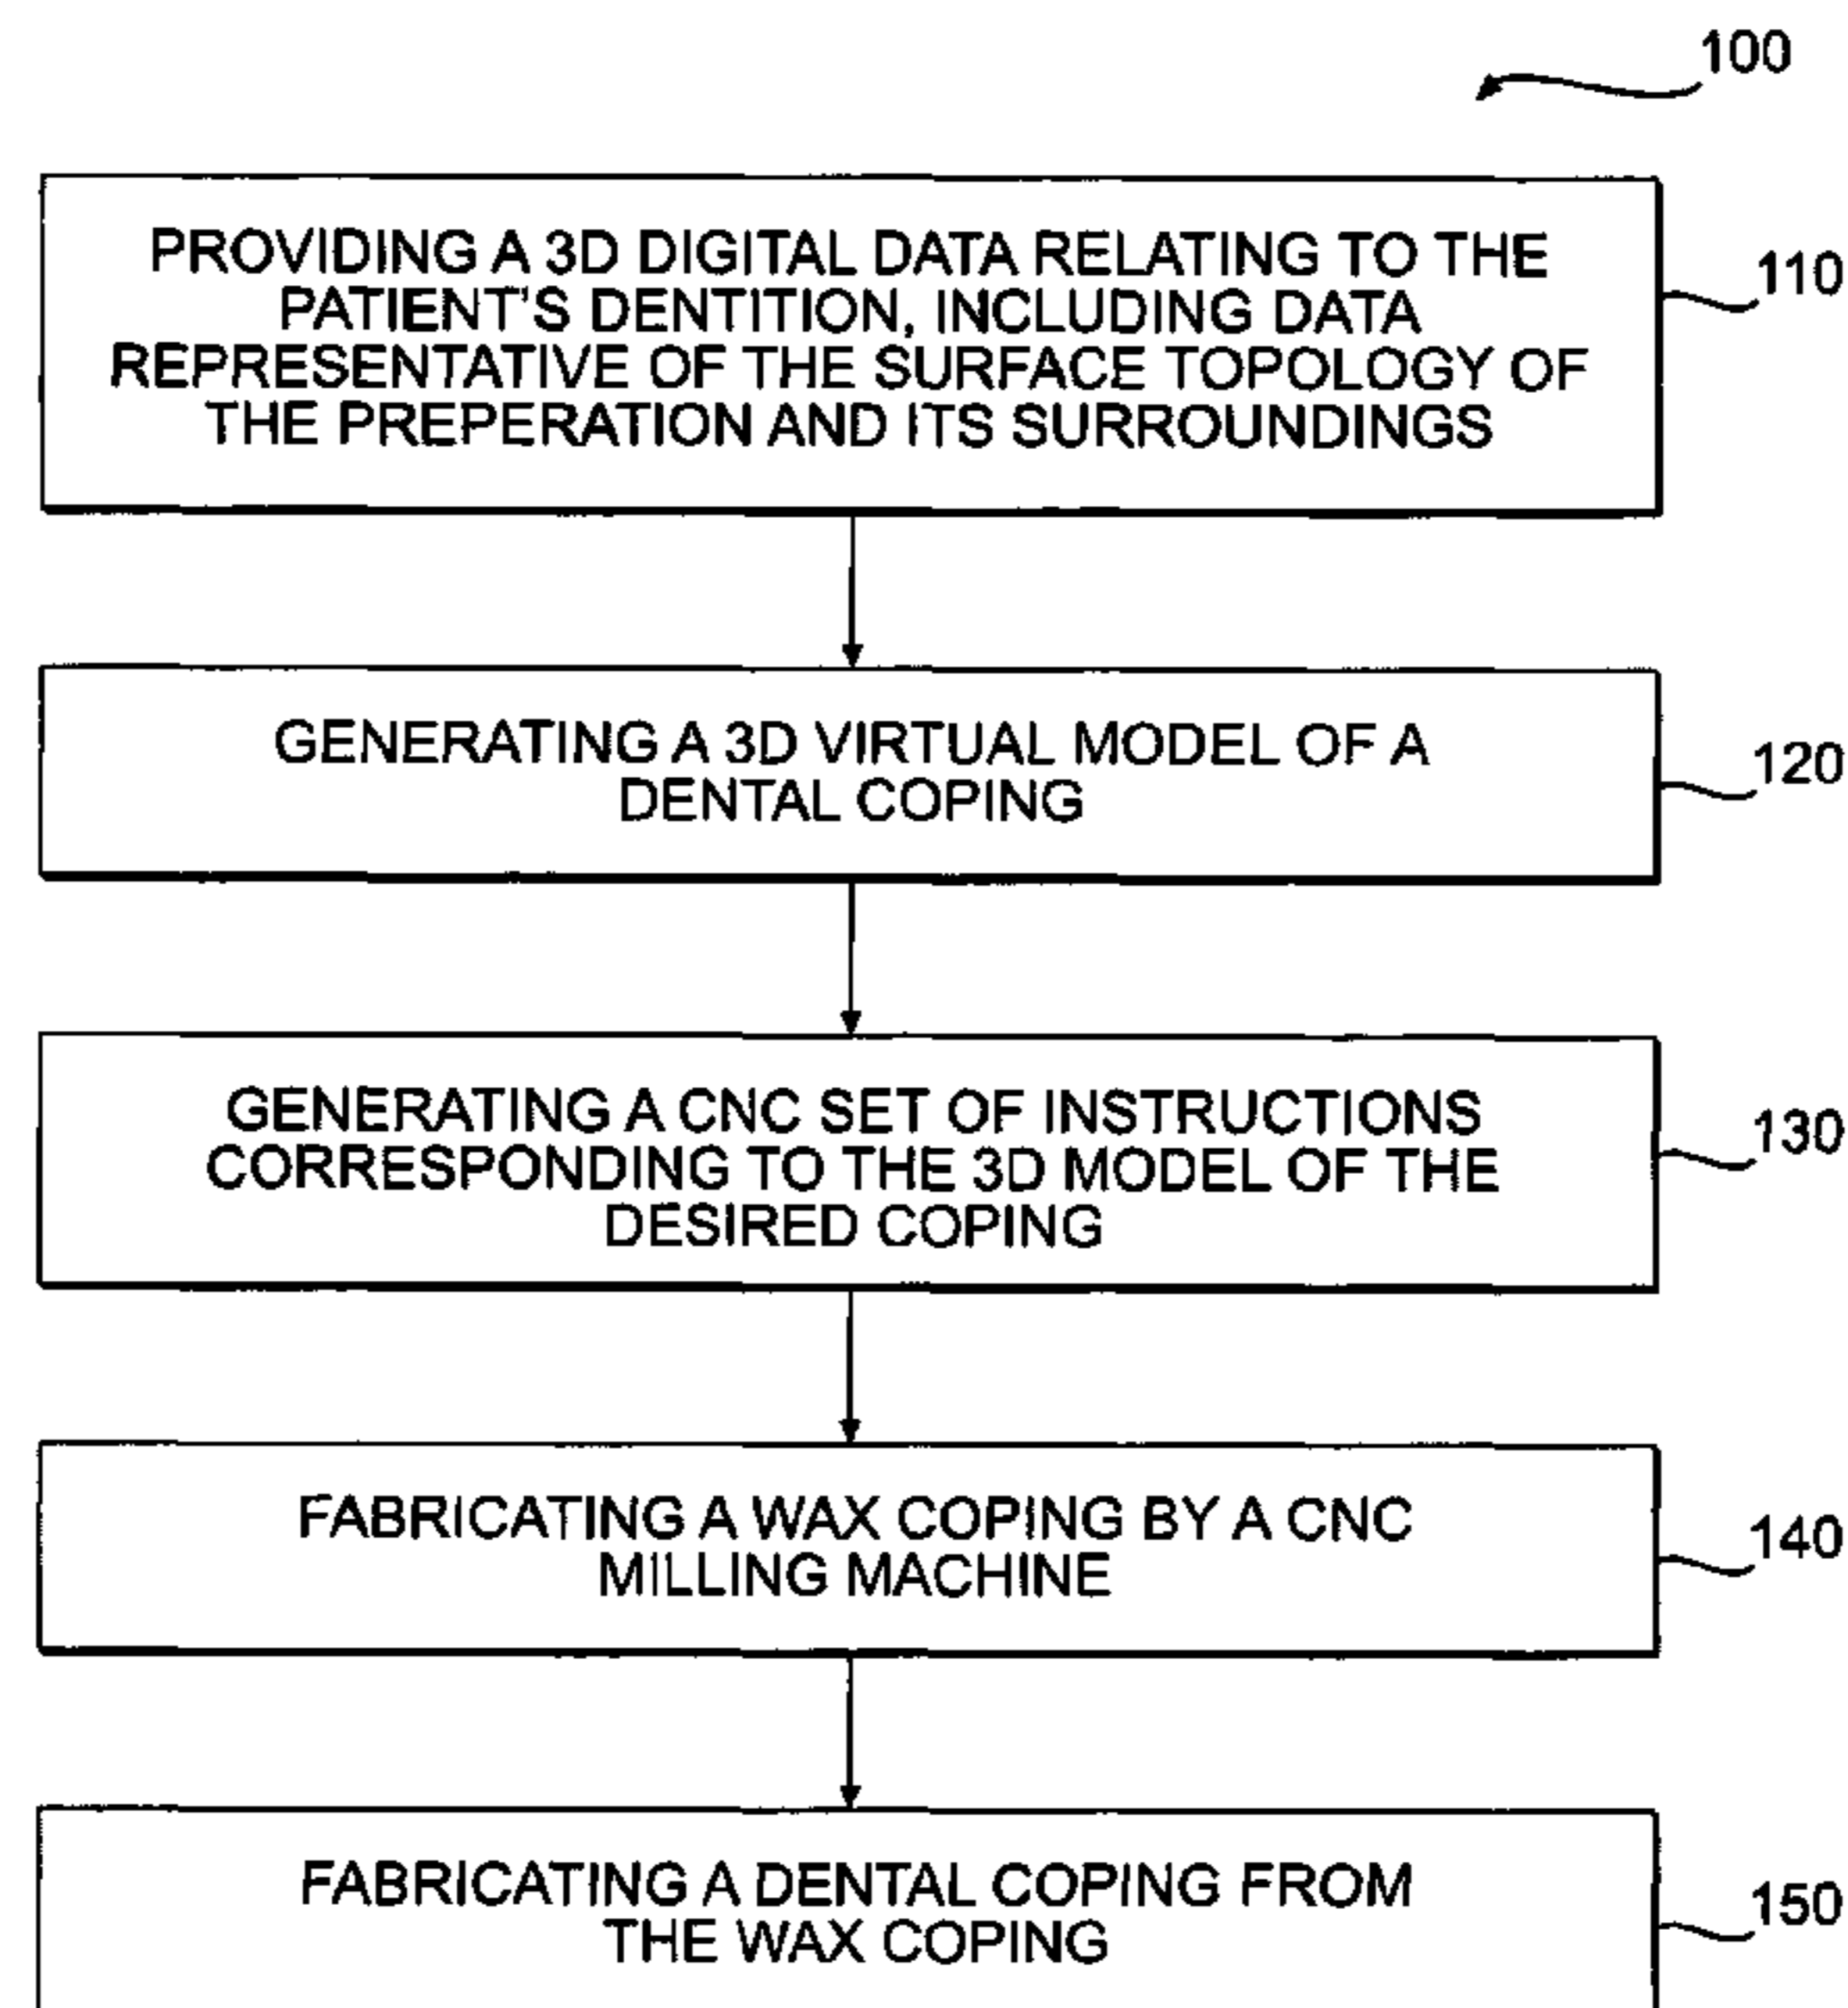 100
PROVIDING A 3D DIGITAL DATA RELATING TO THE
PATIENT'S DENTITION, INCLUDING DATA
REPRESENTATIVE OF THE SURFACE TOPOLOGY OF
THE PREPERATION AND ITS SURROUNDINGS
110
GENERATING A 3D VIRTUAL MODEL OF A
DENTAL COPING
120
GENERATING A CNC SET OF INSTRUCTIONS
CORRESPONDING TO THE 3D MODEL OF THE
DESIRED COPING
130
FABRICATING A WAX COPING BY A CNC
MILLING MACHINE
140
FABRICATING A DENTAL COPING FROM
THE WAX COPING
150